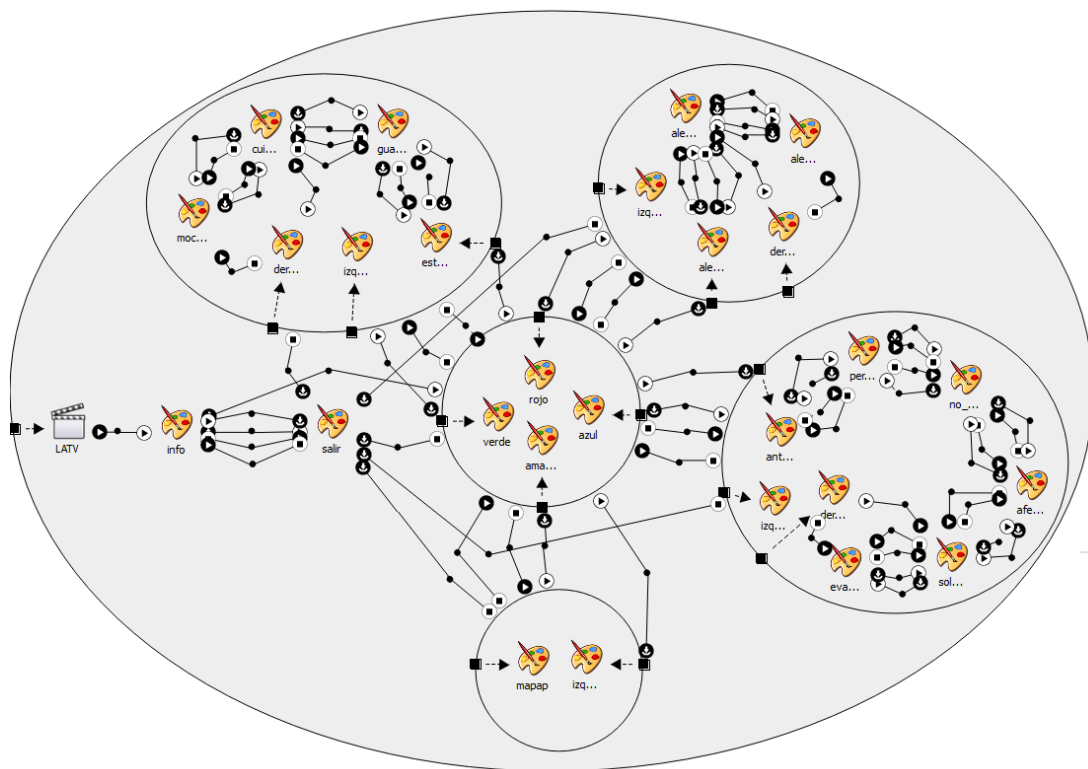 cui...
gua...
moc...
der...
izq...
est...
ale...
ale...
izq...
ale...
der...
LATV
info
salir
rojo
verde
azul
ama...
per...
no_...
ant...
izq...
der...
afe...
eva...
sol...
mapap
izq...